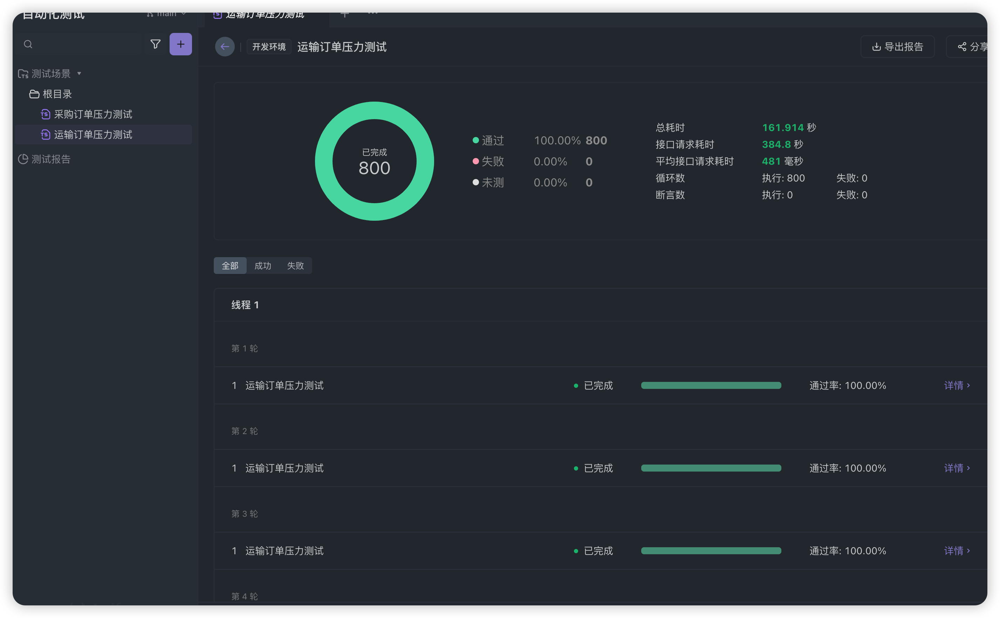 自动化测试
main
运输订单压力测试
开发环境
运输订单压力测试
导出报告
分享
测试场景
根目录
采购订单压力测试
运输订单压力测试
测试报告
已完成
800
通过 100.00% 800
失败 0.00% 0
未测 0.00% 0
总耗时 161.914 秒
接口请求耗时 384.8 秒
平均接口请求耗时 481 毫秒
循环数 执行: 800 失败: 0
断言数 执行: 0 失败: 0
全部 成功 失败
线程 1
第 1 轮
1 运输订单压力测试 已完成 通过率: 100.00% 详情
第 2 轮
1 运输订单压力测试 已完成 通过率: 100.00% 详情
第 3 轮
1 运输订单压力测试 已完成 通过率: 100.00% 详情
第 4 轮